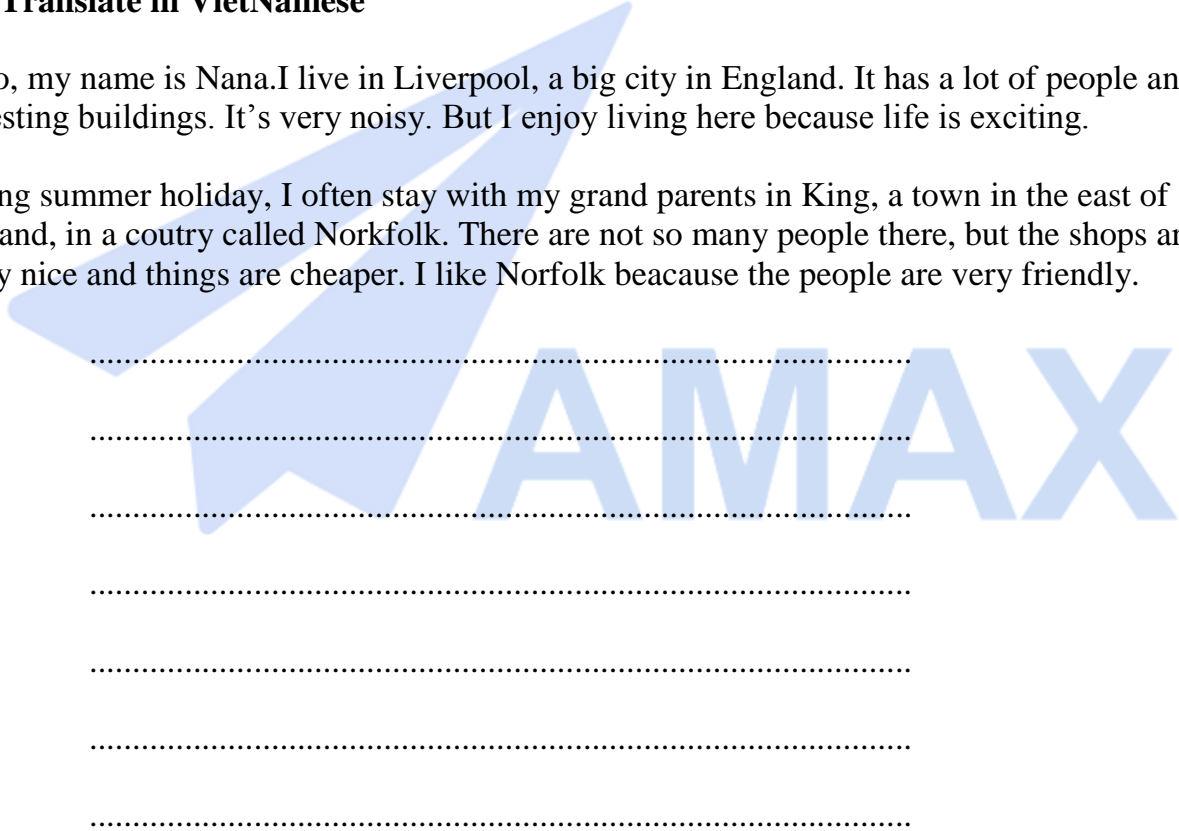 Translate in VietNamese
o, my name is Nana.I live in Liverpool, a big city in England. It has a lot of people an
esting buildings. It’s very noisy. But I enjoy living here because life is exciting.
ng summer holiday, I often stay with my grand parents in King, a town in the east of
and, in a coutry called Norkfolk. There are not so many people there, but the shops ar
y nice and things are cheaper. I like Norfolk beacause the people are very friendly.
................................................................................................
AMAX
................................................................................................
................................................................................................
................................................................................................
................................................................................................
................................................................................................
................................................................................................